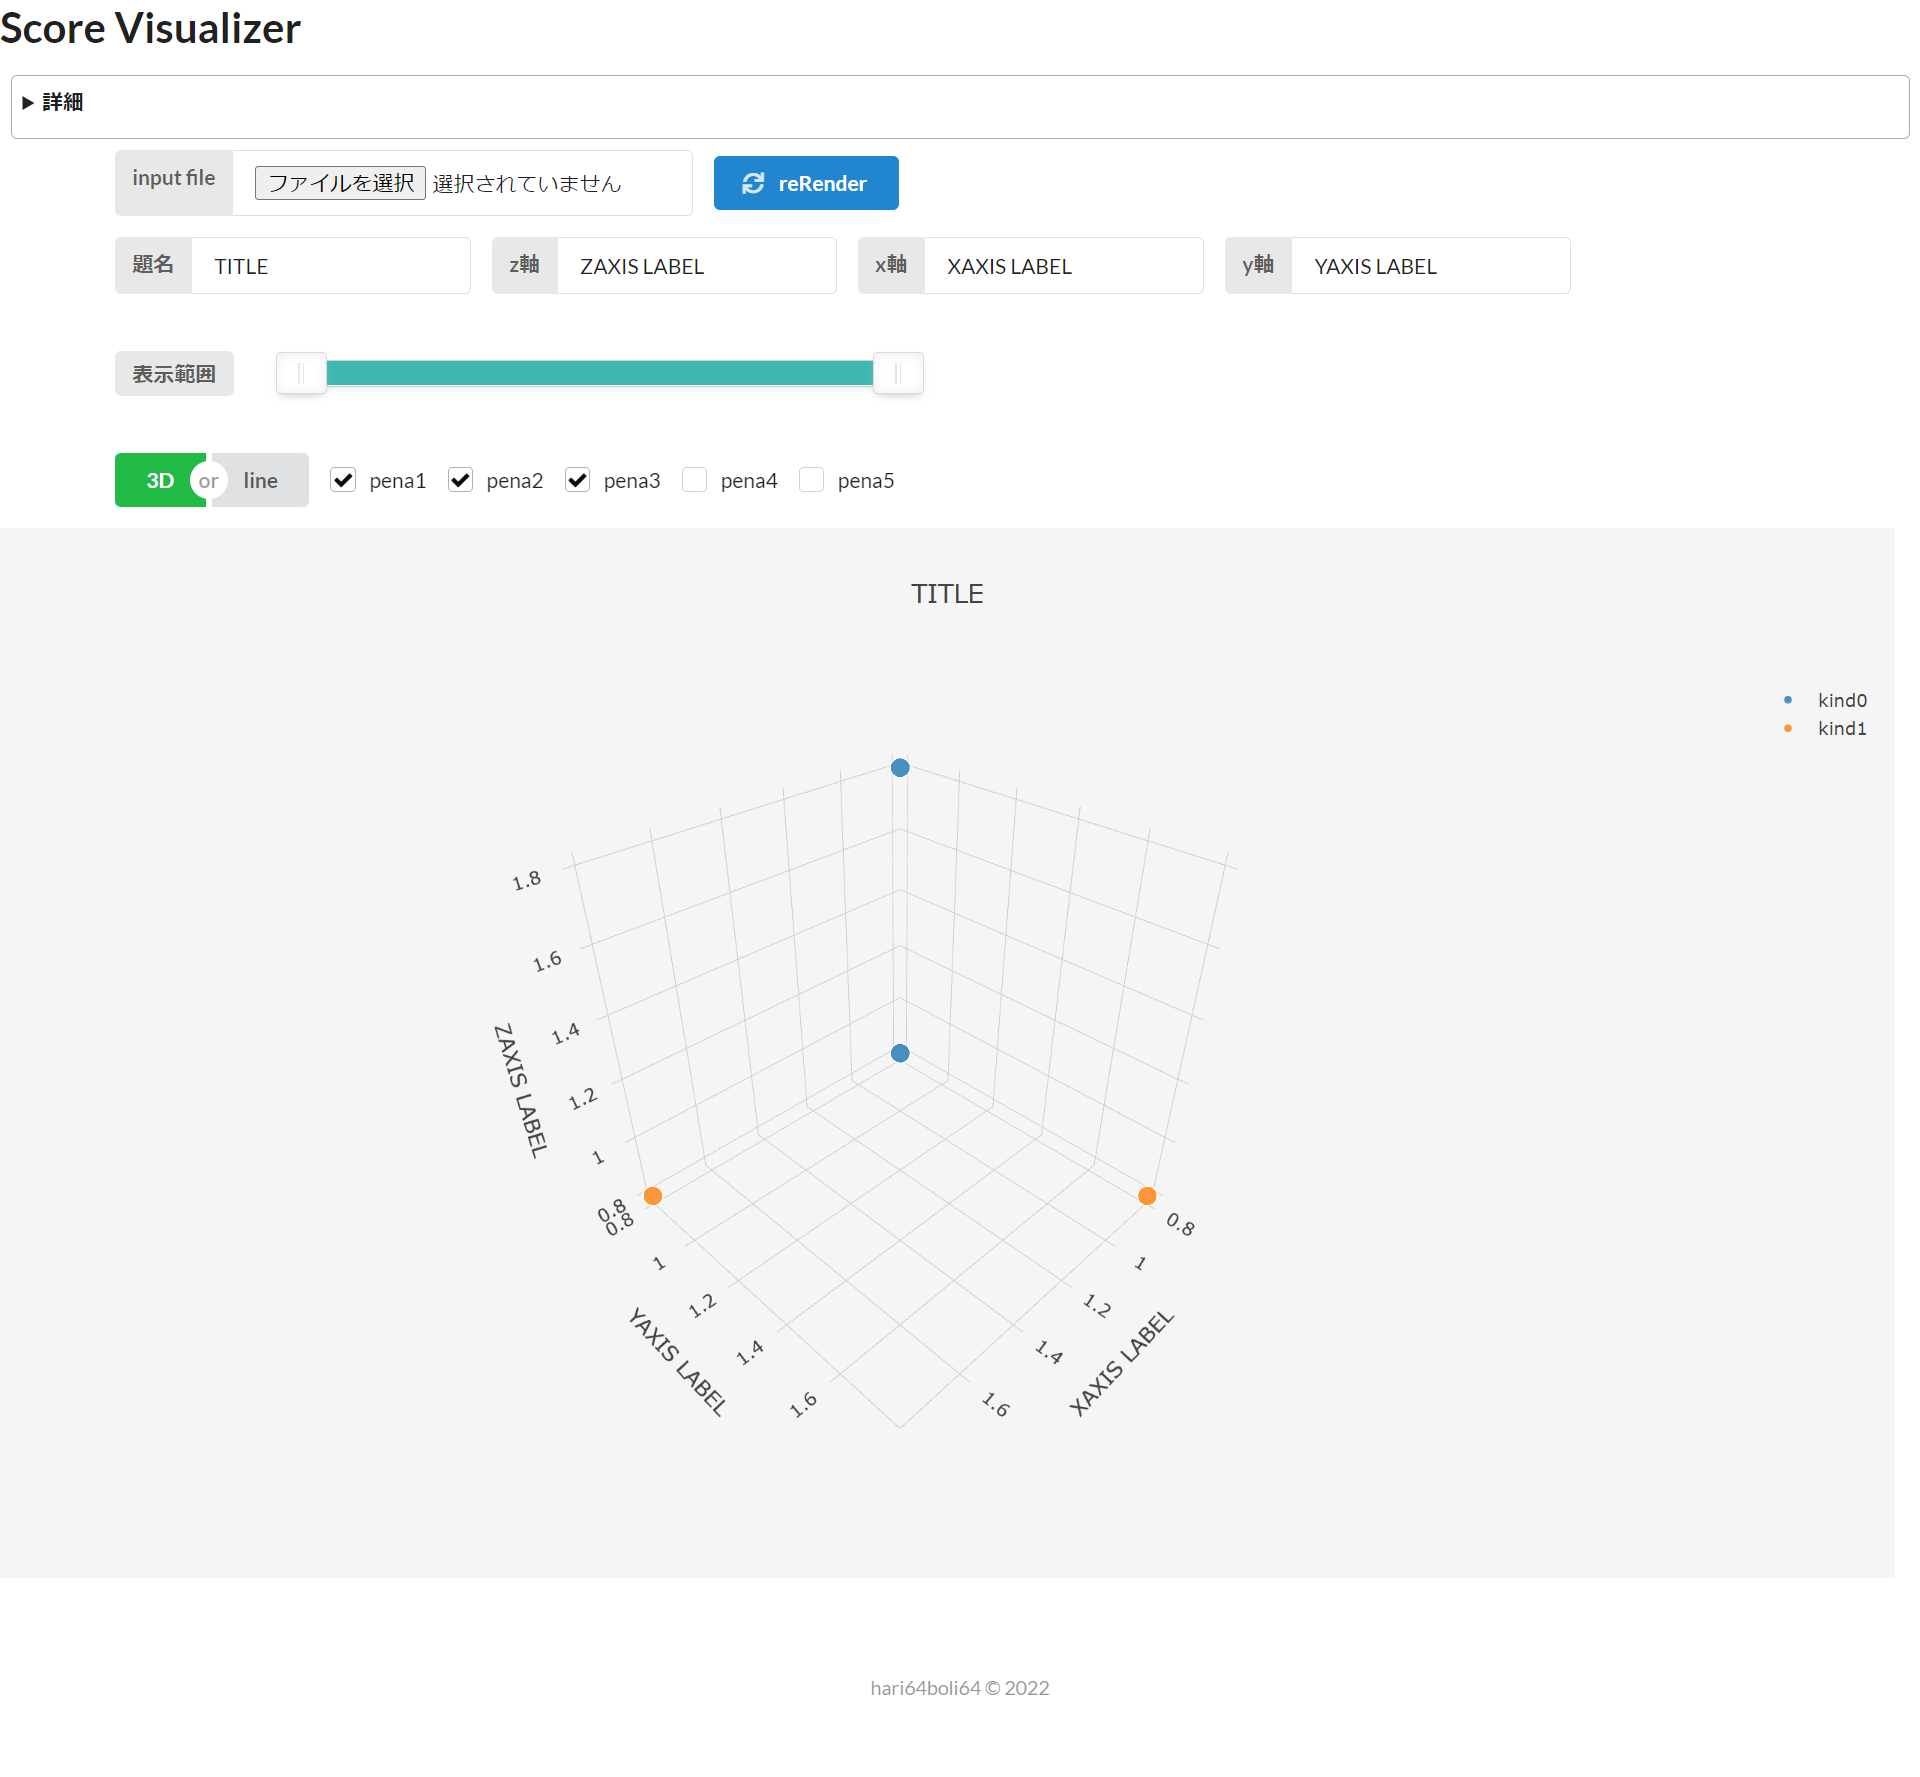 Score Visualizer
▶ 詳細
input file ファイルを選択 選択されていません reRender
題名 TITLE z軸 ZAXIS LABEL x軸 XAXIS LABEL y軸 YAXIS LABEL
表示範囲
3D or line pena1 pena2 pena3 pena4 pena5
TITLE
kind0
kind1
1.8
1.6
1.4
1.2
1
0.8
ZAXIS LABEL
0.8
1
1.2
1.4
1.6
YAXIS LABEL
0.8
1
1.2
1.4
1.6
XAXIS LABEL
hari64boli64 © 2022